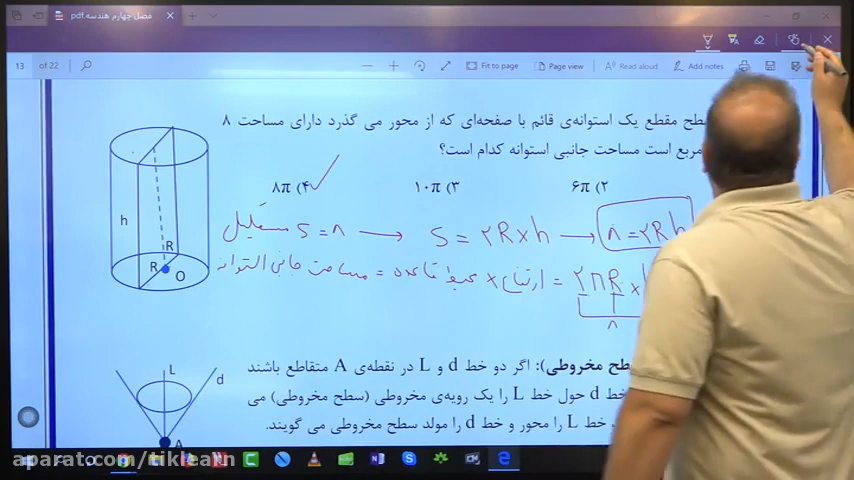 فصل چهارم هندسه.pdf
13 of 22
Fit to page
Page view
Read aloud
Add notes
سطح مقطع یک استوانه‌ی قائم با صفحه‌ای که از محور می گذرد دارای مساحت ۸
مربع است مساحت جانبی استوانه کدام است؟
۲) ۶π ۳) ۱۰π ۴) ۸π
h
R
R
O
مستطیل S = ۸ → S = ۲R×h → ۸ = ۲Rh
مساحت جانبی استوانه = محیط قاعده × ارتفاع = ۲πR ×
۸
سطح مخروطی): اگر دو خط d و L در نقطه‌ی A متقاطع باشند
خط d حول خط L را یک رویه‌ی مخروطی (سطح مخروطی) می
خط L را محور و خط d را مولد سطح مخروطی می گویند.
L
d
A
aparat.com/tiklearn